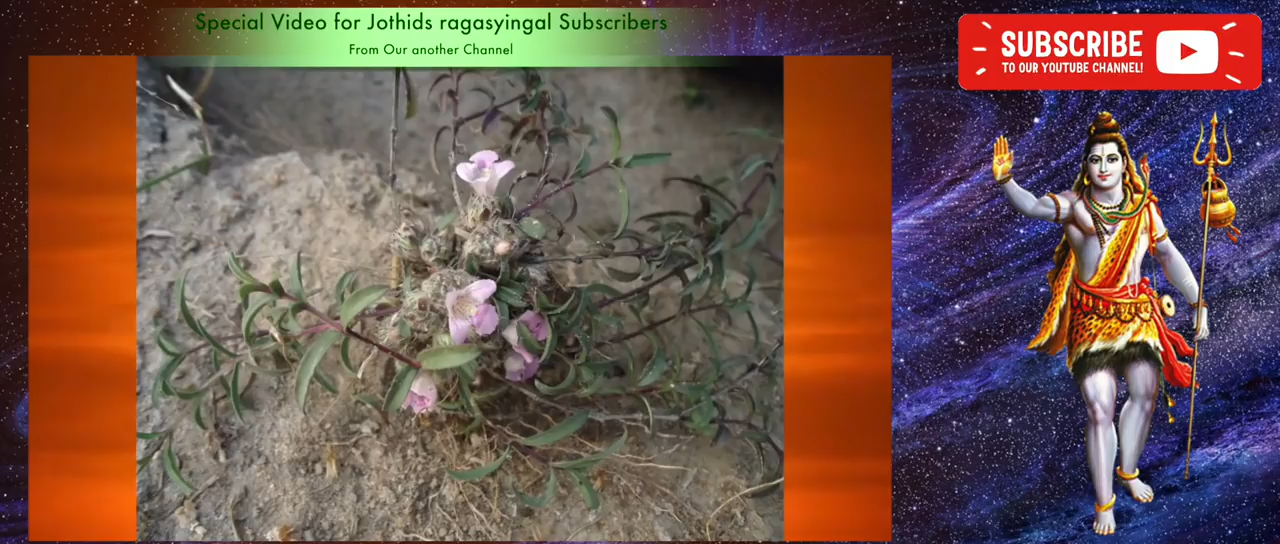 Special Video for Jothids ragasyingal Subscribers
From Our another Channel
SUBSCRIBE
TO OUR YOUTUBE CHANNEL!